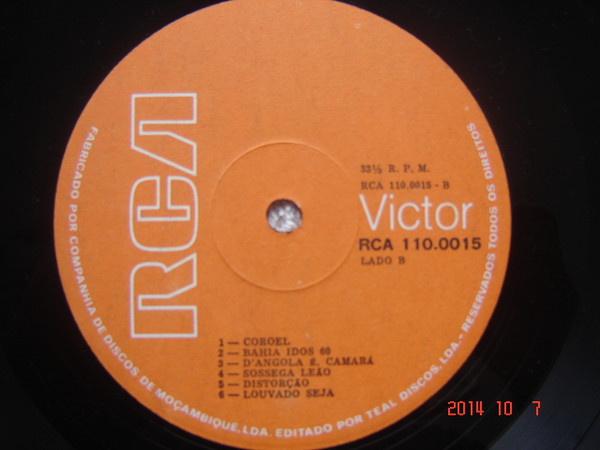 RCA
33⅓ R. P. M.
RCA 110.0015 - B
Victor
RCA 110.0015
LADO B
1 — COROEL
2 — BAHIA IDOS 60
3 — D'ANGOLA É, CAMARÁ
4 — SOSSEGA LEÃO
5 — DISTORÇÃO
6 — LOUVADO SEJA
FABRICADO POR COMPANHIA DE DISCOS DE MOÇAMBIQUE, LDA. EDITADO POR TEAL DISCOS, LDA. - RESERVADOS TODOS OS DIREITOS
2014 10 7